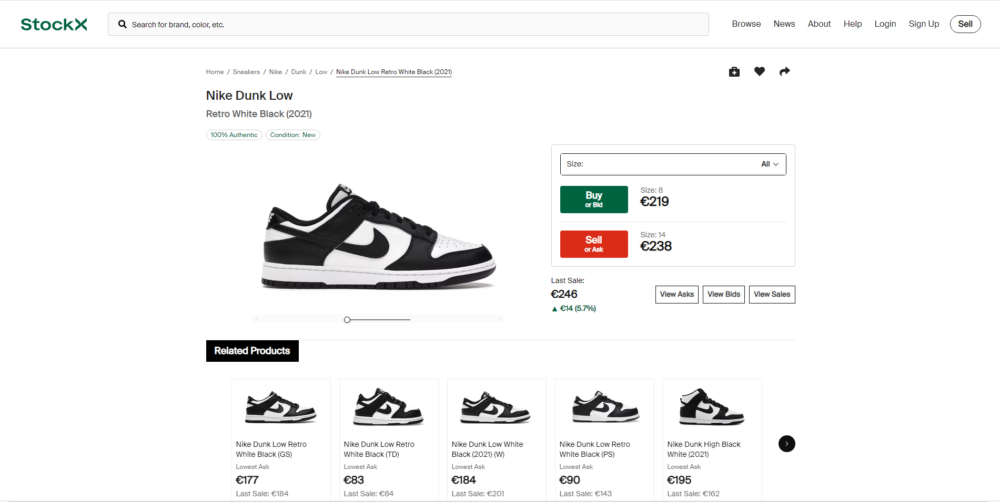 StockX
Search for brand, color, etc.
Browse News About Help Login Sign Up Sell
Home / Sneakers / Nike / Dunk / Low / Nike Dunk Low Retro White Black (2021)
Nike Dunk Low
Retro White Black (2021)
100% Authentic Condition: New
Size: All
Buy
or Bid
Size: 8
€219
Sell
or Ask
Size: 14
€238
Last Sale:
€246
▲ €14 (5.7%)
View Asks View Bids View Sales
Related Products
Nike Dunk Low Retro
White Black (GS)
Lowest Ask
€177
Last Sale: €184
Nike Dunk Low Retro
White Black (TD)
Lowest Ask
€83
Last Sale: €84
Nike Dunk Low White
Black (2021) (W)
Lowest Ask
€184
Last Sale: €201
Nike Dunk Low Retro
White Black (PS)
Lowest Ask
€90
Last Sale: €143
Nike Dunk High Black
White (2021)
Lowest Ask
€195
Last Sale: €162